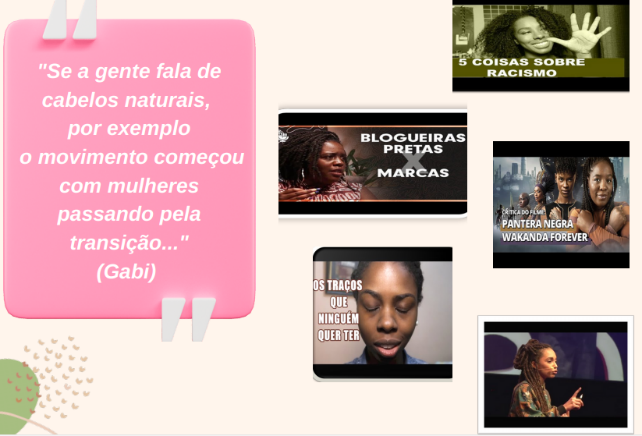 "Se a gente fala de
cabelos naturais,
por exemplo
o movimento começou
com mulheres
passando pela
transição..."
(Gabi)
5 COISAS SOBRE
RACISMO
BLOGUEIRAS
PRETAS
X
MARCAS
CRÍTICA DO FILME
PANTERA NEGRA
WAKANDA FOREVER
OS TRAÇOS
QUE
NINGUÉM
QUER TER